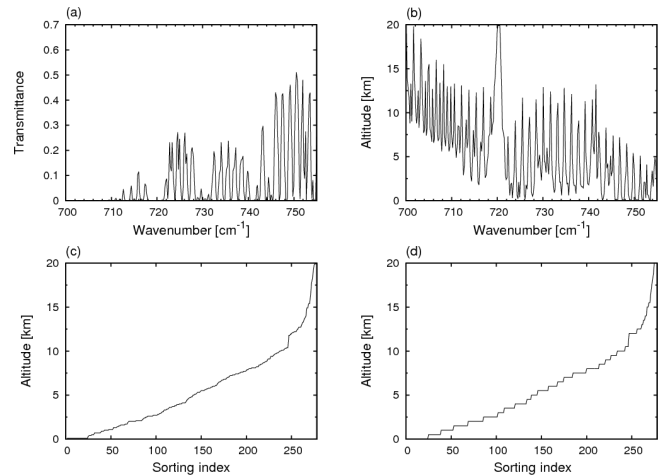 (a)
0.7
0.6
0.5
0.4
0.3
0.2
0.1
0
Transmittance
700 710 720 730 740 750
Wavenumber [cm-1]
(b)
20
15
10
5
0
Altitude [km]
700 710 720 730 740 750
Wavenumber [cm-1]
(c)
20
15
10
5
0
Altitude [km]
0 50 100 150 200 250
Sorting index
(d)
20
15
10
5
0
Altitude [km]
0 50 100 150 200 250
Sorting index